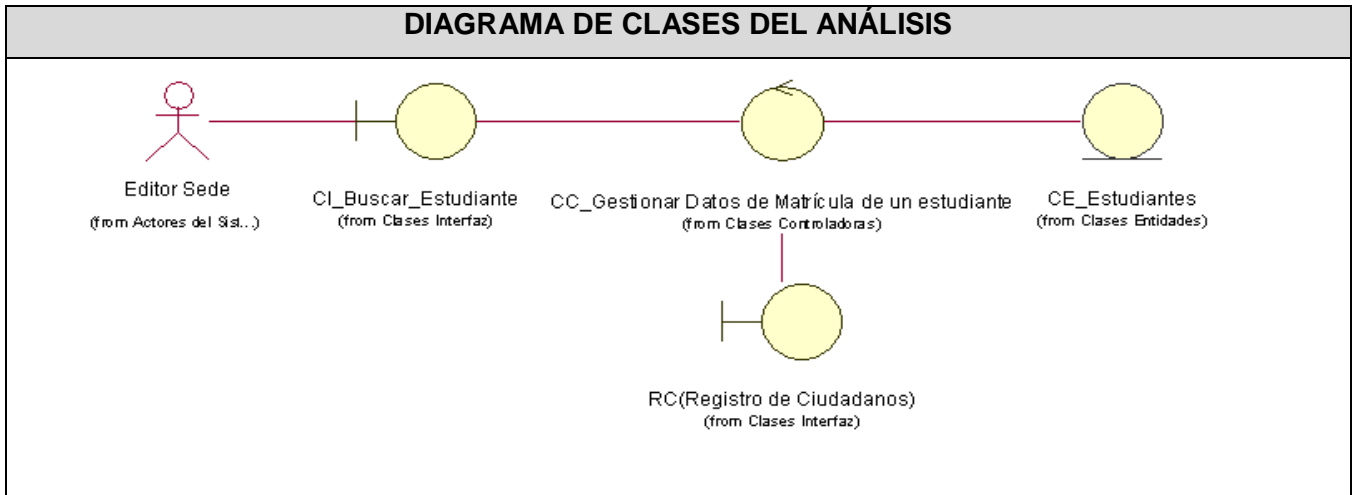 DIAGRAMA DE CLASES DEL ANÁLISIS
Editor Sede
(from Actores del Sist...)
CI_Buscar_Estudiante
(from Clases Interfaz)
CC_Gestionar Datos de Matrícula de un estudiante
(from Clases Controladoras)
CE_Estudiantes
(from Clases Entidades)
RC(Registro de Ciudadanos)
(from Clases Interfaz)